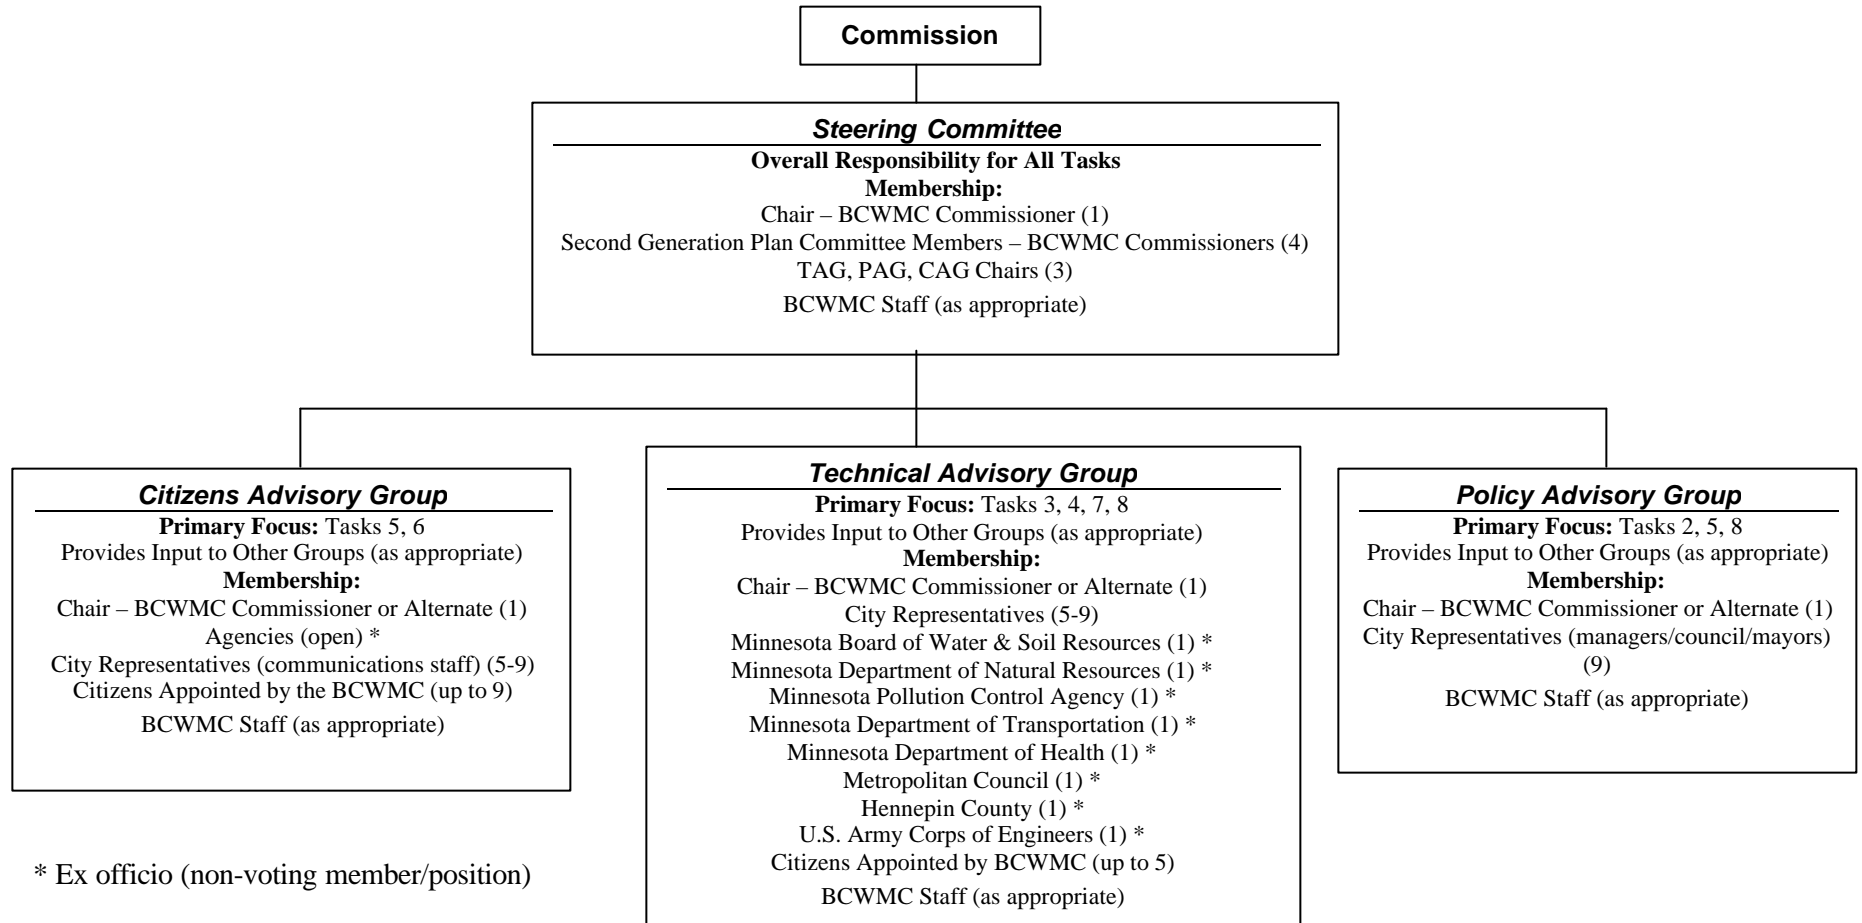 Commission
Steering Committee
Overall Responsibility for All Tasks
Membership:
Chair – BCWMC Commissioner (1)
Second Generation Plan Committee Members – BCWMC Commissioners (4)
TAG, PAG, CAG Chairs (3)
BCWMC Staff (as appropriate)
Citizens Advisory Group
Primary Focus: Tasks 5, 6
Provides Input to Other Groups (as appropriate)
Membership:
Chair – BCWMC Commissioner or Alternate (1)
Agencies (open) *
City Representatives (communications staff) (5-9)
Citizens Appointed by the BCWMC (up to 9)
BCWMC Staff (as appropriate)
Technical Advisory Group
Primary Focus: Tasks 3, 4, 7, 8
Provides Input to Other Groups (as appropriate)
Membership:
Chair – BCWMC Commissioner or Alternate (1)
City Representatives (5-9)
Minnesota Board of Water & Soil Resources (1) *
Minnesota Department of Natural Resources (1) *
Minnesota Pollution Control Agency (1) *
Minnesota Department of Transportation (1) *
Minnesota Department of Health (1) *
Metropolitan Council (1) *
Hennepin County (1) *
U.S. Army Corps of Engineers (1) *
Citizens Appointed by BCWMC (up to 5)
BCWMC Staff (as appropriate)
Policy Advisory Group
Primary Focus: Tasks 2, 5, 8
Provides Input to Other Groups (as appropriate)
Membership:
Chair – BCWMC Commissioner or Alternate (1)
City Representatives (managers/council/mayors)
(9)
BCWMC Staff (as appropriate)
* Ex officio (non-voting member/position)